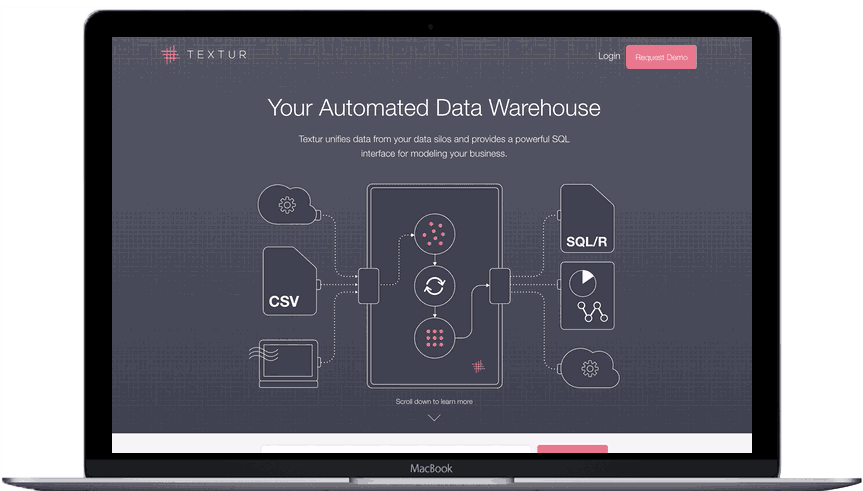 TEXTUR
Login
Request Demo
Your Automated Data Warehouse
Textur unifies data from your data silos and provides a powerful SQL
interface for modeling your business.
SQL/R
CSV
Scroll down to learn more
MacBook